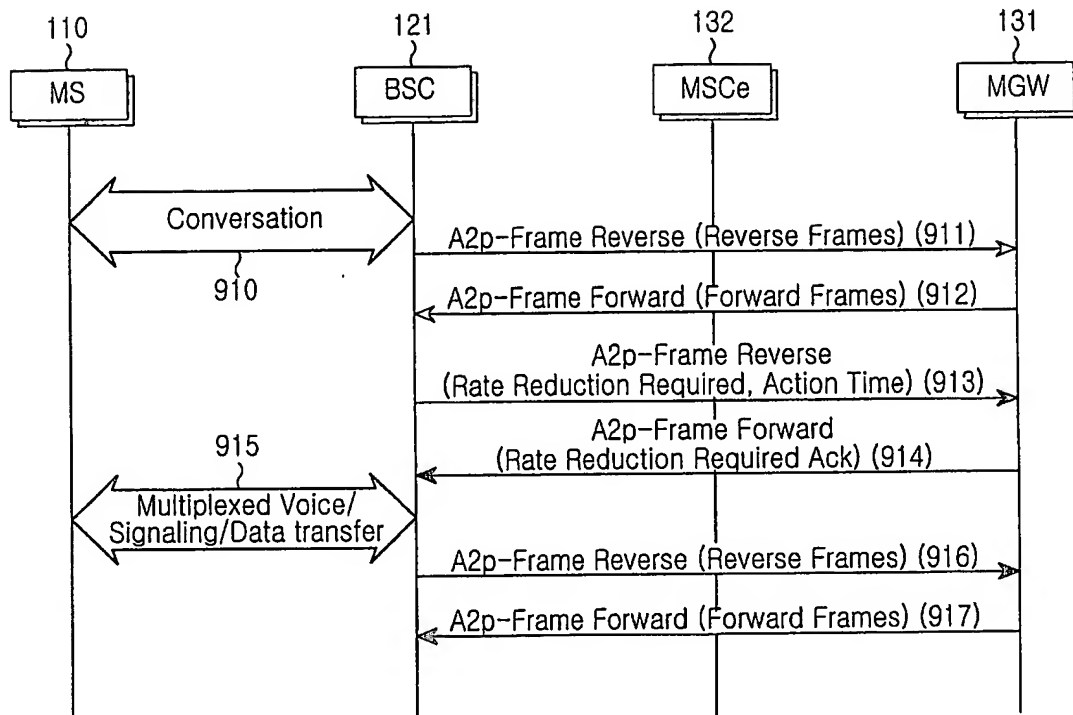 110
121
132
131
MS
BSC
MSCe
MGW
Conversation
910
A2p-Frame Reverse (Reverse Frames) (911)
A2p-Frame Forward (Forward Frames) (912)
A2p-Frame Reverse
(Rate Reduction Required, Action Time) (913)
A2p-Frame Forward
(Rate Reduction Required Ack) (914)
915
Multiplexed Voice/
Signaling/Data transfer
A2p-Frame Reverse (Reverse Frames) (916)
A2p-Frame Forward (Forward Frames) (917)